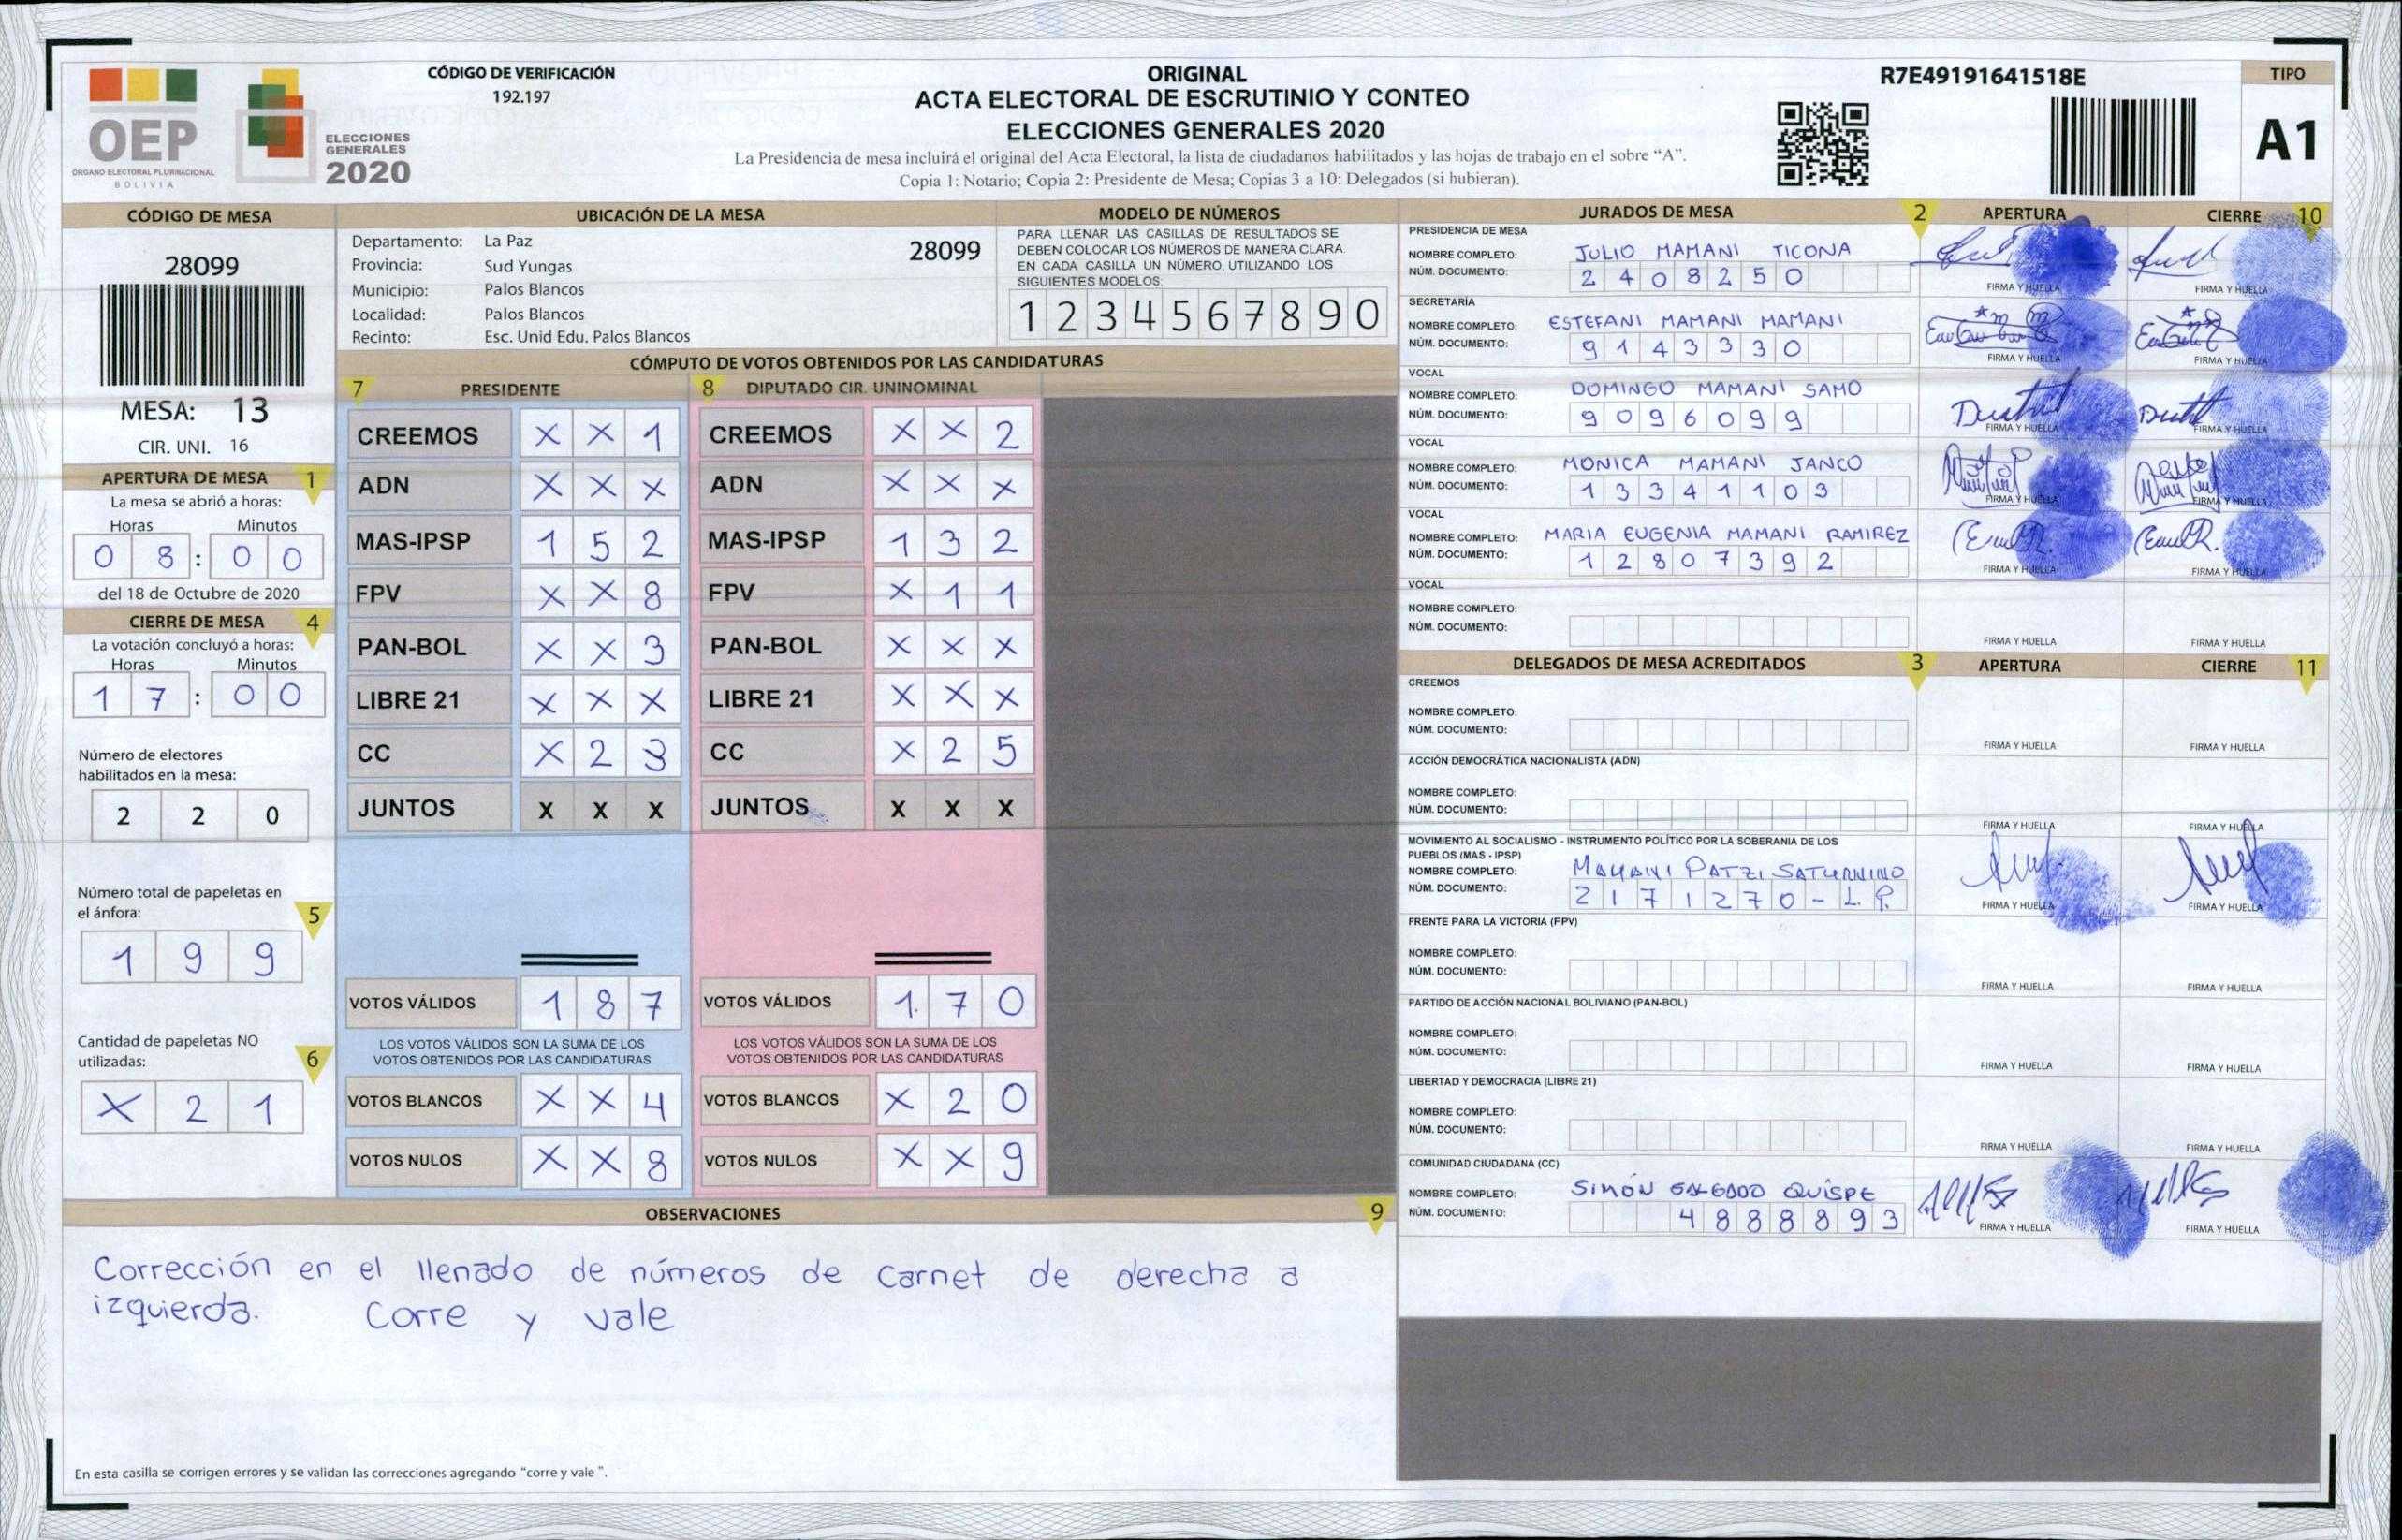 CÓDIGO DE VERIFICACIÓN
192.197
OEP
ORGANO ELECTORAL PLURINACIONAL
BOLIVIA
ELECCIONES
GENERALES
2020
ORIGINAL
ACTA ELECTORAL DE ESCRUTINIO Y CONTEO
ELECCIONES GENERALES 2020
La Presidencia de mesa incluirá el original del Acta Electoral, la lista de ciudadanos habilitados y las hojas de trabajo en el sobre “A”.
Copia 1: Notario; Copia 2: Presidente de Mesa; Copias 3 a 10: Delegados (si hubieran).
R7E49191641518E
TIPO
A1
CÓDIGO DE MESA
28099
MESA: 13
CIR. UNI. 16
APERTURA DE MESA 1
La mesa se abrió a horas:
Horas Minutos
0 8 : 0 0
del 18 de Octubre de 2020
CIERRE DE MESA 4
La votación concluyó a horas:
Horas Minutos
1 7 : 0 0
Número de electores
habilitados en la mesa:
2 2 0
Número total de papeletas en
el ánfora: 5
1 9 9
Cantidad de papeletas NO
utilizadas: 6
X 2 1
UBICACIÓN DE LA MESA
Departamento: La Paz 28099
Provincia: Sud Yungas
Municipio: Palos Blancos
Localidad: Palos Blancos
Recinto: Esc. Unid Edu. Palos Blancos
MODELO DE NÚMEROS
PARA LLENAR LAS CASILLAS DE RESULTADOS SE
DEBEN COLOCAR LOS NÚMEROS DE MANERA CLARA.
EN CADA CASILLA UN NÚMERO, UTILIZANDO LOS
SIGUIENTES MODELOS:
1 2 3 4 5 6 7 8 9 0
CÓMPUTO DE VOTOS OBTENIDOS POR LAS CANDIDATURAS
7 PRESIDENTE 8 DIPUTADO CIR. UNINOMINAL
CREEMOS X X 1 CREEMOS X X 2
ADN X X X ADN X X X
MAS-IPSP 1 5 2 MAS-IPSP 1 3 2
FPV X X 8 FPV X 1 1
PAN-BOL X X 3 PAN-BOL X X X
LIBRE 21 X X X LIBRE 21 X X X
CC X 2 3 CC X 2 5
JUNTOS X X X JUNTOS X X X
VOTOS VÁLIDOS 1 8 7 VOTOS VÁLIDOS 1 7 0
LOS VOTOS VÁLIDOS SON LA SUMA DE LOS LOS VOTOS VÁLIDOS SON LA SUMA DE LOS
VOTOS OBTENIDOS POR LAS CANDIDATURAS VOTOS OBTENIDOS POR LAS CANDIDATURAS
VOTOS BLANCOS X X 4 VOTOS BLANCOS X 2 0
VOTOS NULOS X X 8 VOTOS NULOS X X 9
OBSERVACIONES 9
Corrección en el llenado de números de carnet de derecha a
izquierda. Corre y vale
En esta casilla se corrigen errores y se validan las correcciones agregando “corre y vale”.
JURADOS DE MESA 2 APERTURA CIERRE 10
PRESIDENCIA DE MESA
NOMBRE COMPLETO: JULIO MAMANI TICONA
NÚM. DOCUMENTO: 2 4 0 8 2 5 0
FIRMA Y HUELLA FIRMA Y HUELLA
SECRETARÍA
NOMBRE COMPLETO: ESTEFANI MAMANI MAMANI
NÚM. DOCUMENTO: 9 1 4 3 3 3 0
FIRMA Y HUELLA FIRMA Y HUELLA
VOCAL
NOMBRE COMPLETO: DOMINGO MAMANI SAMO
NÚM. DOCUMENTO: 9 0 9 6 0 9 9
FIRMA Y HUELLA FIRMA Y HUELLA
VOCAL
NOMBRE COMPLETO: MONICA MAMANI JANCO
NÚM. DOCUMENTO: 1 3 3 4 1 1 0 3
FIRMA Y HUELLA FIRMA Y HUELLA
VOCAL
NOMBRE COMPLETO: MARIA EUGENIA MAMANI RAMIREZ
NÚM. DOCUMENTO: 1 2 8 0 7 3 9 2
FIRMA Y HUELLA FIRMA Y HUELLA
VOCAL
NOMBRE COMPLETO:
NÚM. DOCUMENTO:
FIRMA Y HUELLA FIRMA Y HUELLA
DELEGADOS DE MESA ACREDITADOS 3 APERTURA CIERRE 11
CREEMOS
NOMBRE COMPLETO:
NÚM. DOCUMENTO:
FIRMA Y HUELLA FIRMA Y HUELLA
ACCIÓN DEMOCRÁTICA NACIONALISTA (ADN)
NOMBRE COMPLETO:
NÚM. DOCUMENTO:
FIRMA Y HUELLA FIRMA Y HUELLA
MOVIMIENTO AL SOCIALISMO - INSTRUMENTO POLÍTICO POR LA SOBERANIA DE LOS
PUEBLOS (MAS - IPSP)
NOMBRE COMPLETO: MAMANI PATZI SATURNINO
NÚM. DOCUMENTO: 2 1 7 1 2 7 0 - L. P.
FIRMA Y HUELLA FIRMA Y HUELLA
FRENTE PARA LA VICTORIA (FPV)
NOMBRE COMPLETO:
NÚM. DOCUMENTO:
FIRMA Y HUELLA FIRMA Y HUELLA
PARTIDO DE ACCIÓN NACIONAL BOLIVIANO (PAN-BOL)
NOMBRE COMPLETO:
NÚM. DOCUMENTO:
FIRMA Y HUELLA FIRMA Y HUELLA
LIBERTAD Y DEMOCRACIA (LIBRE 21)
NOMBRE COMPLETO:
NÚM. DOCUMENTO:
FIRMA Y HUELLA FIRMA Y HUELLA
COMUNIDAD CIUDADANA (CC)
NOMBRE COMPLETO: SIMÓN SALGADO QUISPE
NÚM. DOCUMENTO: 4 8 8 8 8 9 3
FIRMA Y HUELLA FIRMA Y HUELLA